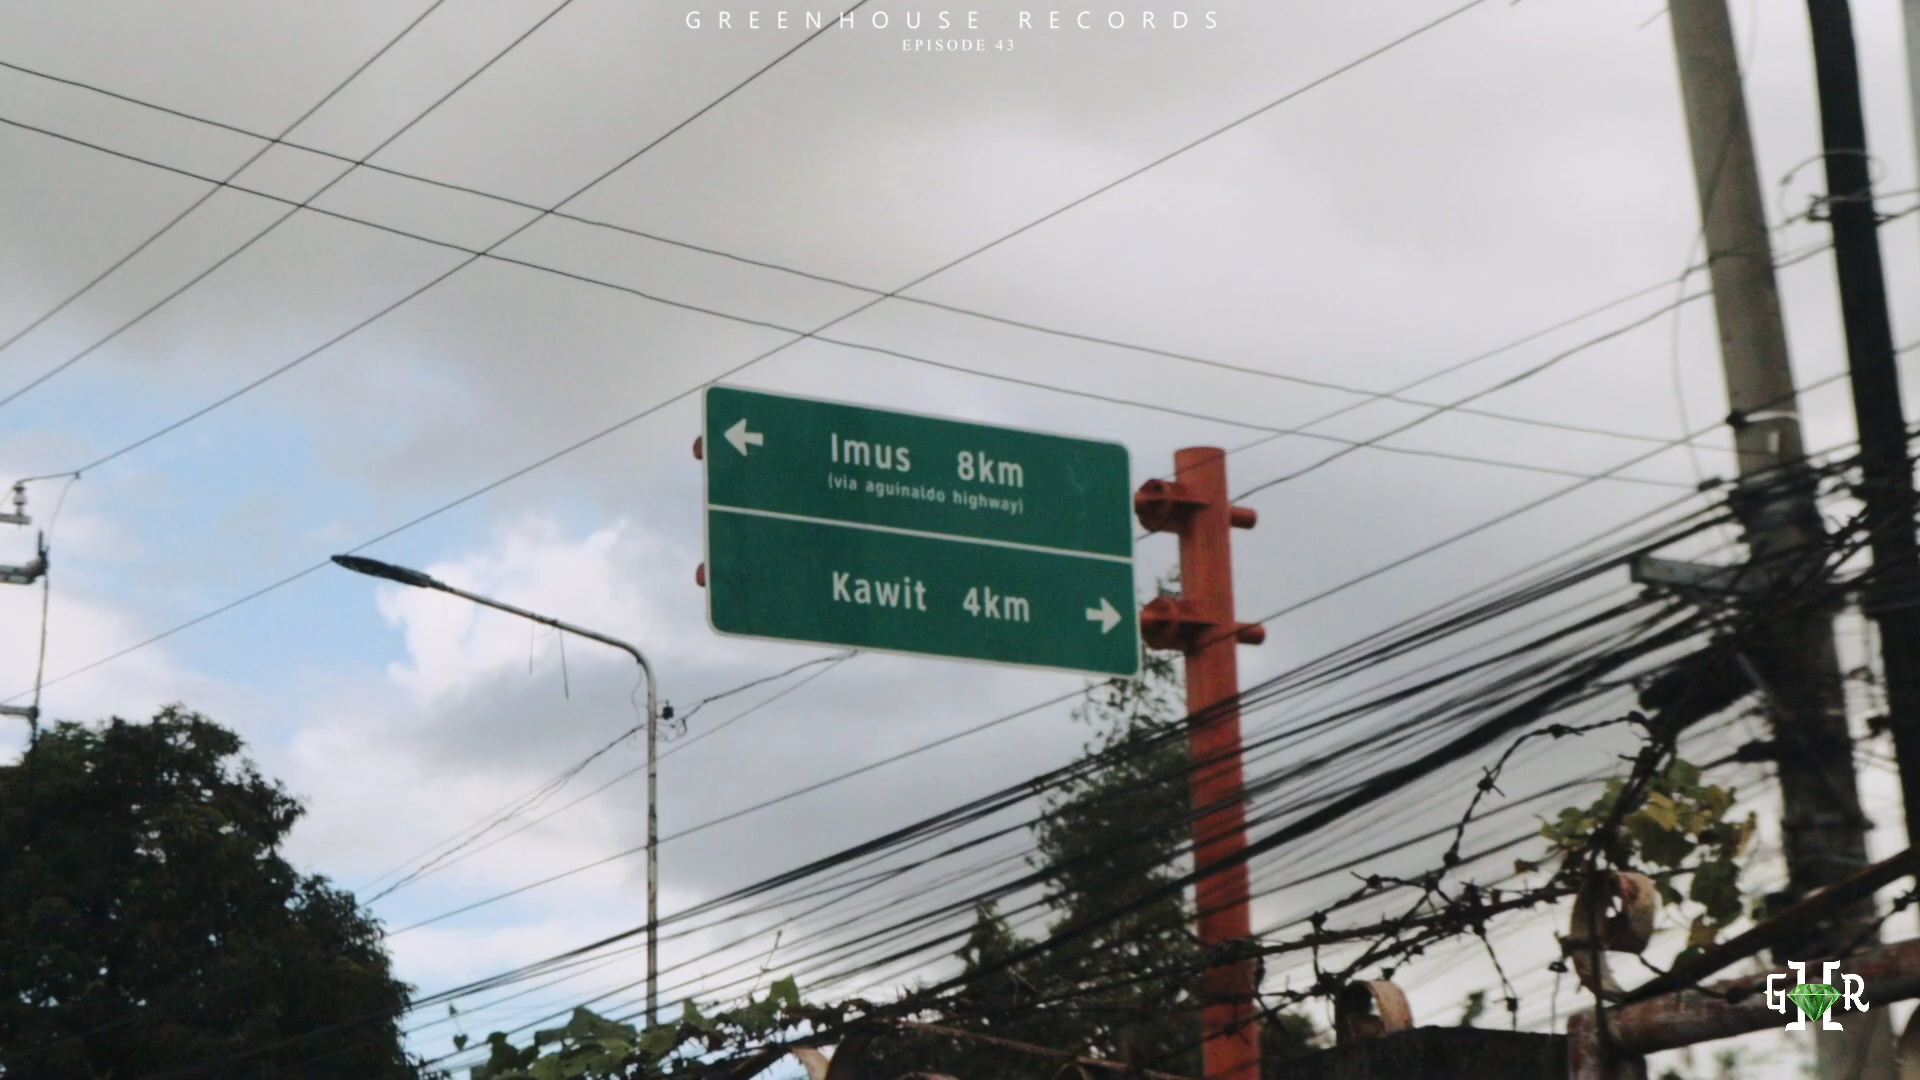 GREENHOUSE RECORDS
EPISODE 43
Imus 8km
(via aguinaldo highway)
Kawit 4km
GHR